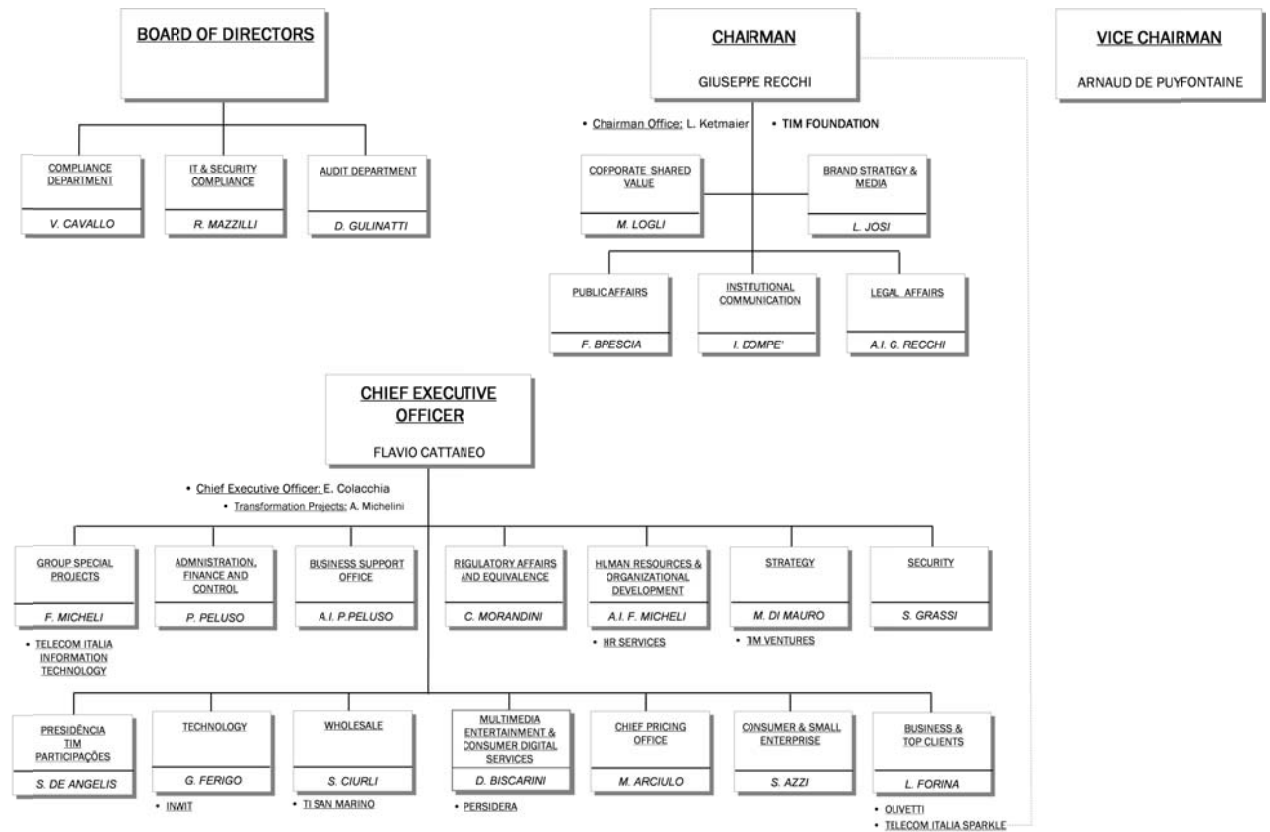 BOARD OF DIRECTORS
CHAIRMAN
GIUSEPPE RECCHI
VICE CHAIRMAN
ARNAUD DE PUYFONTAINE
• Chairman Office: L. Ketmaier
• TIM FOUNDATION
COMPLIANCE
DEPARTMENT
V. CAVALLO
IT & SECURITY
COMPLIANCE
R. MAZZILLI
AUDIT DEPARTMENT
D. GULINATTI
CORPORATE SHARED
VALUE
M. LOGLI
BRAND STRATEGY &
MEDIA
L. JOSI
PUBLIC AFFAIRS
F. BRESCIA
INSTITUTIONAL
COMMUNICATION
I. DOMPE'
LEGAL AFFAIRS
A.I. G. RECCHI
CHIEF EXECUTIVE
OFFICER
FLAVIO CATTANEO
• Chief Executive Officer: E. Colacchia
• Transformation Projects: A. Michelini
GROUP SPECIAL
PROJECTS
F. MICHELI
• TELECOM ITALIA
INFORMATION
TECHNOLOGY
ADMNISTRATION,
FINANCE AND
CONTROL
P. PELUSO
BUSINESS SUPPORT
OFFICE
A.I. P.PELUSO
REGULATORY AFFAIRS
AND EQUIVALENCE
C. MORANDINI
HUMAN RESOURCES &
ORGANIZATIONAL
DEVELOPMENT
A.I. F. MICHELI
• HR SERVICES
STRATEGY
M. DI MAURO
• TIM VENTURES
SECURITY
S. GRASSI
PRESIDÊNCIA
TIM
PARTICIPAÇÕES
S. DE ANGELIS
TECHNOLOGY
G. FERIGO
• INWIT
WHOLESALE
S. CIURLI
• TI SAN MARINO
MULTIMEDIA
ENTERTAINMENT &
CONSUMER DIGITAL
SERVICES
D. BISCARINI
• PERSIDERA
CHIEF PRICING
OFFICE
M. ARCIULO
CONSUMER & SMALL
ENTERPRISE
S. AZZI
BUSINESS &
TOP CLIENTS
L. FORINA
• OLIVETTI
• TELECOM ITALIA SPARKLE